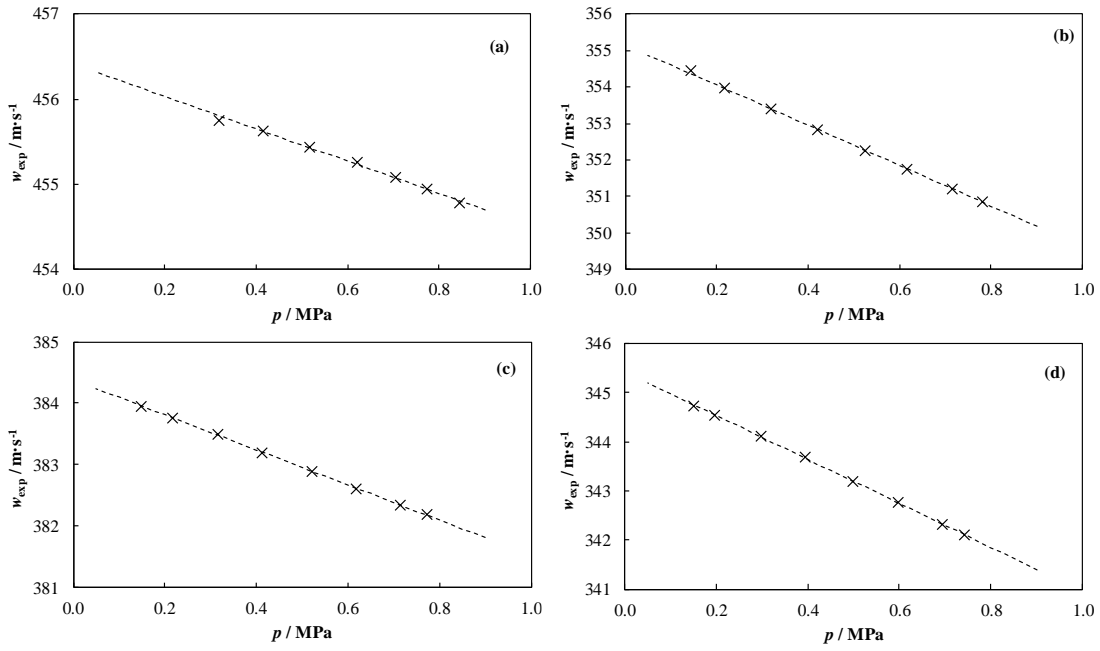 457
456
455
454
w_exp / m·s⁻¹
(a)
0.0 0.2 0.4 0.6 0.8 1.0
p / MPa
356
355
354
353
352
351
350
349
w_exp / m·s⁻¹
(b)
0.0 0.2 0.4 0.6 0.8 1.0
p / MPa
385
384
383
382
381
w_exp / m·s⁻¹
(c)
0.0 0.2 0.4 0.6 0.8 1.0
p / MPa
346
345
344
343
342
341
w_exp / m·s⁻¹
(d)
0.0 0.2 0.4 0.6 0.8 1.0
p / MPa